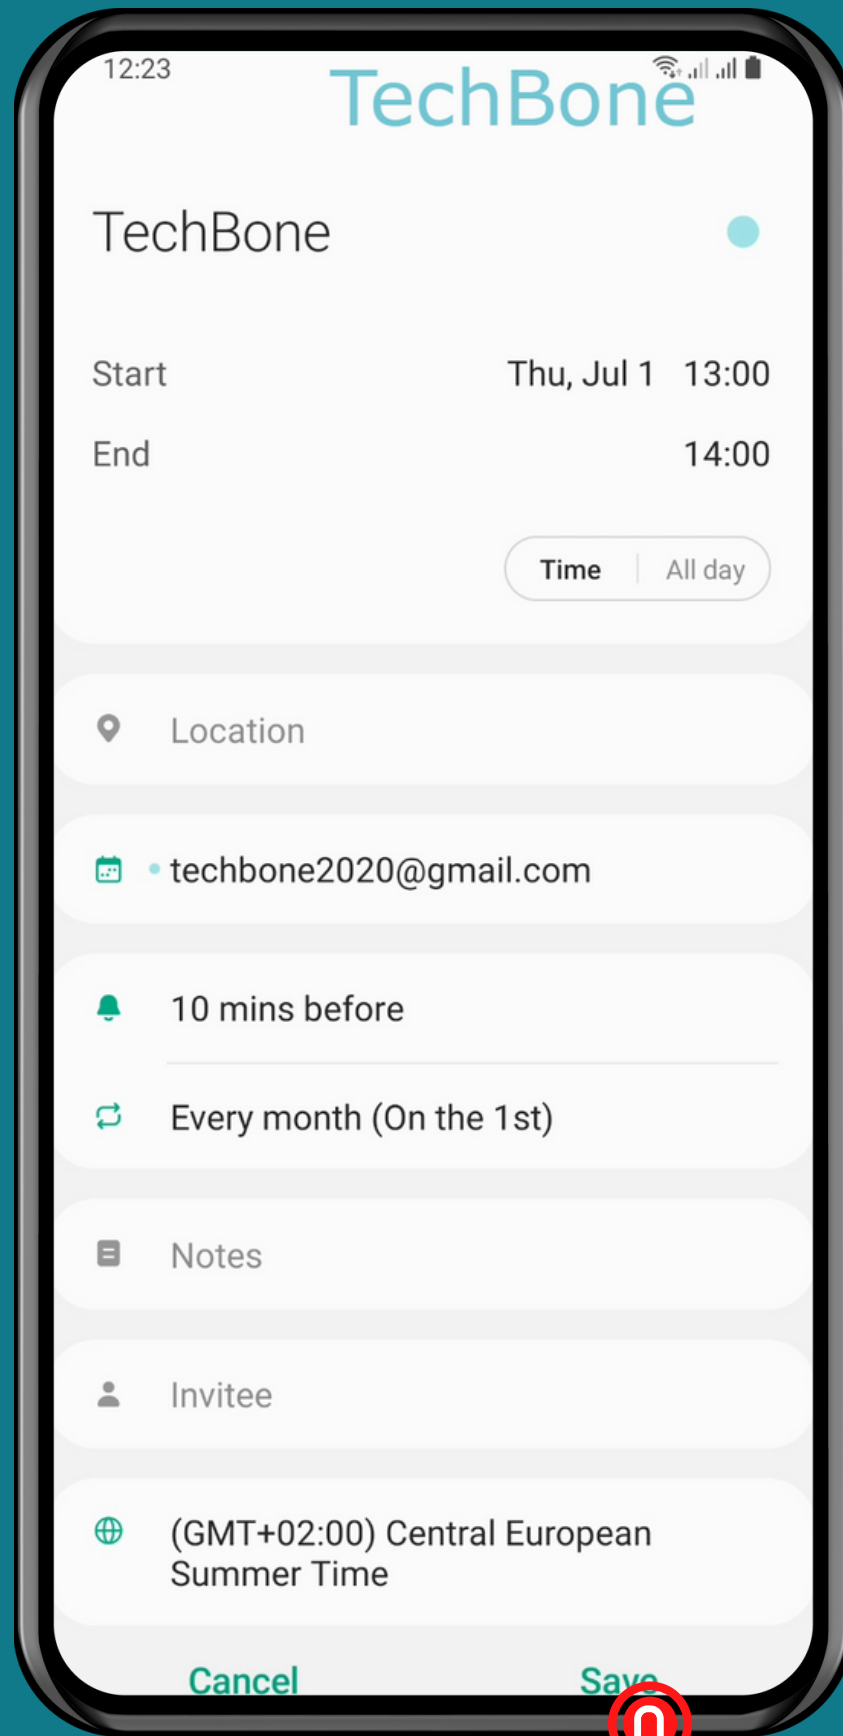 12:23
TechBone
TechBone
Start Thu, Jul 1 13:00
End 14:00
Time All day
Location
techbone2020@gmail.com
10 mins before
Every month (On the 1st)
Notes
Invitee
(GMT+02:00) Central European
Summer Time
Cancel Save